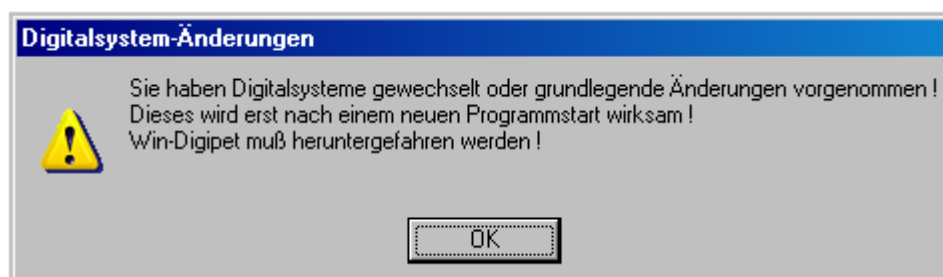 Digitalsystem-Änderungen
Sie haben Digitalsysteme gewechselt oder grundlegende Änderungen vorgenommen !
Dieses wird erst nach einem neuen Programmstart wirksam !
Win-Digipet muß heruntergefahren werden !
OK